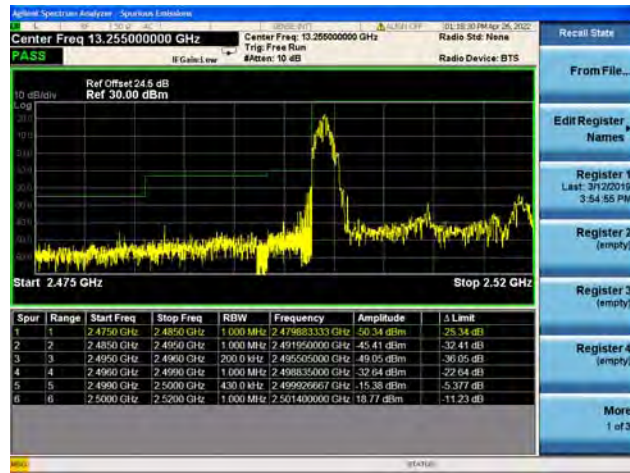 Agilent Spectrum Analyzer - Spurious Emissions
L RF 50 Ω AC SENSE:INT ALIGN OFF 01:18:30 PM Apr 26, 2022
Center Freq 13.255000000 GHz Center Freq: 13.255000000 GHz Radio Std: None
Trig: Free Run
PASS IFGain:Low #Atten: 10 dB Radio Device: BTS
Ref Offset 24.5 dB
10 dB/div Ref 30.00 dBm
Log
20.0
10.0
Start 2.475 GHz Stop 2.52 GHz
Spur Range Start Freq Stop Freq RBW Frequency Amplitude Δ Limit
1 1 2.4750 GHz 2.4850 GHz 1.000 MHz 2.479883333 GHz -50.34 dBm -25.34 dB
2 2 2.4850 GHz 2.4950 GHz 1.000 MHz 2.491950000 GHz -45.41 dBm -32.41 dB
3 3 2.4950 GHz 2.4960 GHz 200.0 kHz 2.495505000 GHz -49.05 dBm -36.05 dB
4 4 2.4960 GHz 2.4990 GHz 1.000 MHz 2.498835000 GHz -32.64 dBm -22.64 dB
5 5 2.4990 GHz 2.5000 GHz 430.0 kHz 2.499926667 GHz -15.38 dBm -5.377 dB
6 6 2.5000 GHz 2.5200 GHz 1.000 MHz 2.501400000 GHz 18.77 dBm -11.23 dB
MSG STATUS
Recall State
From File...
Edit Register
Names
Register 1
Last: 3/12/2019
3:54:55 PM
Register 2
(empty)
Register 3
(empty)
Register 4
(empty)
More
1 of 3